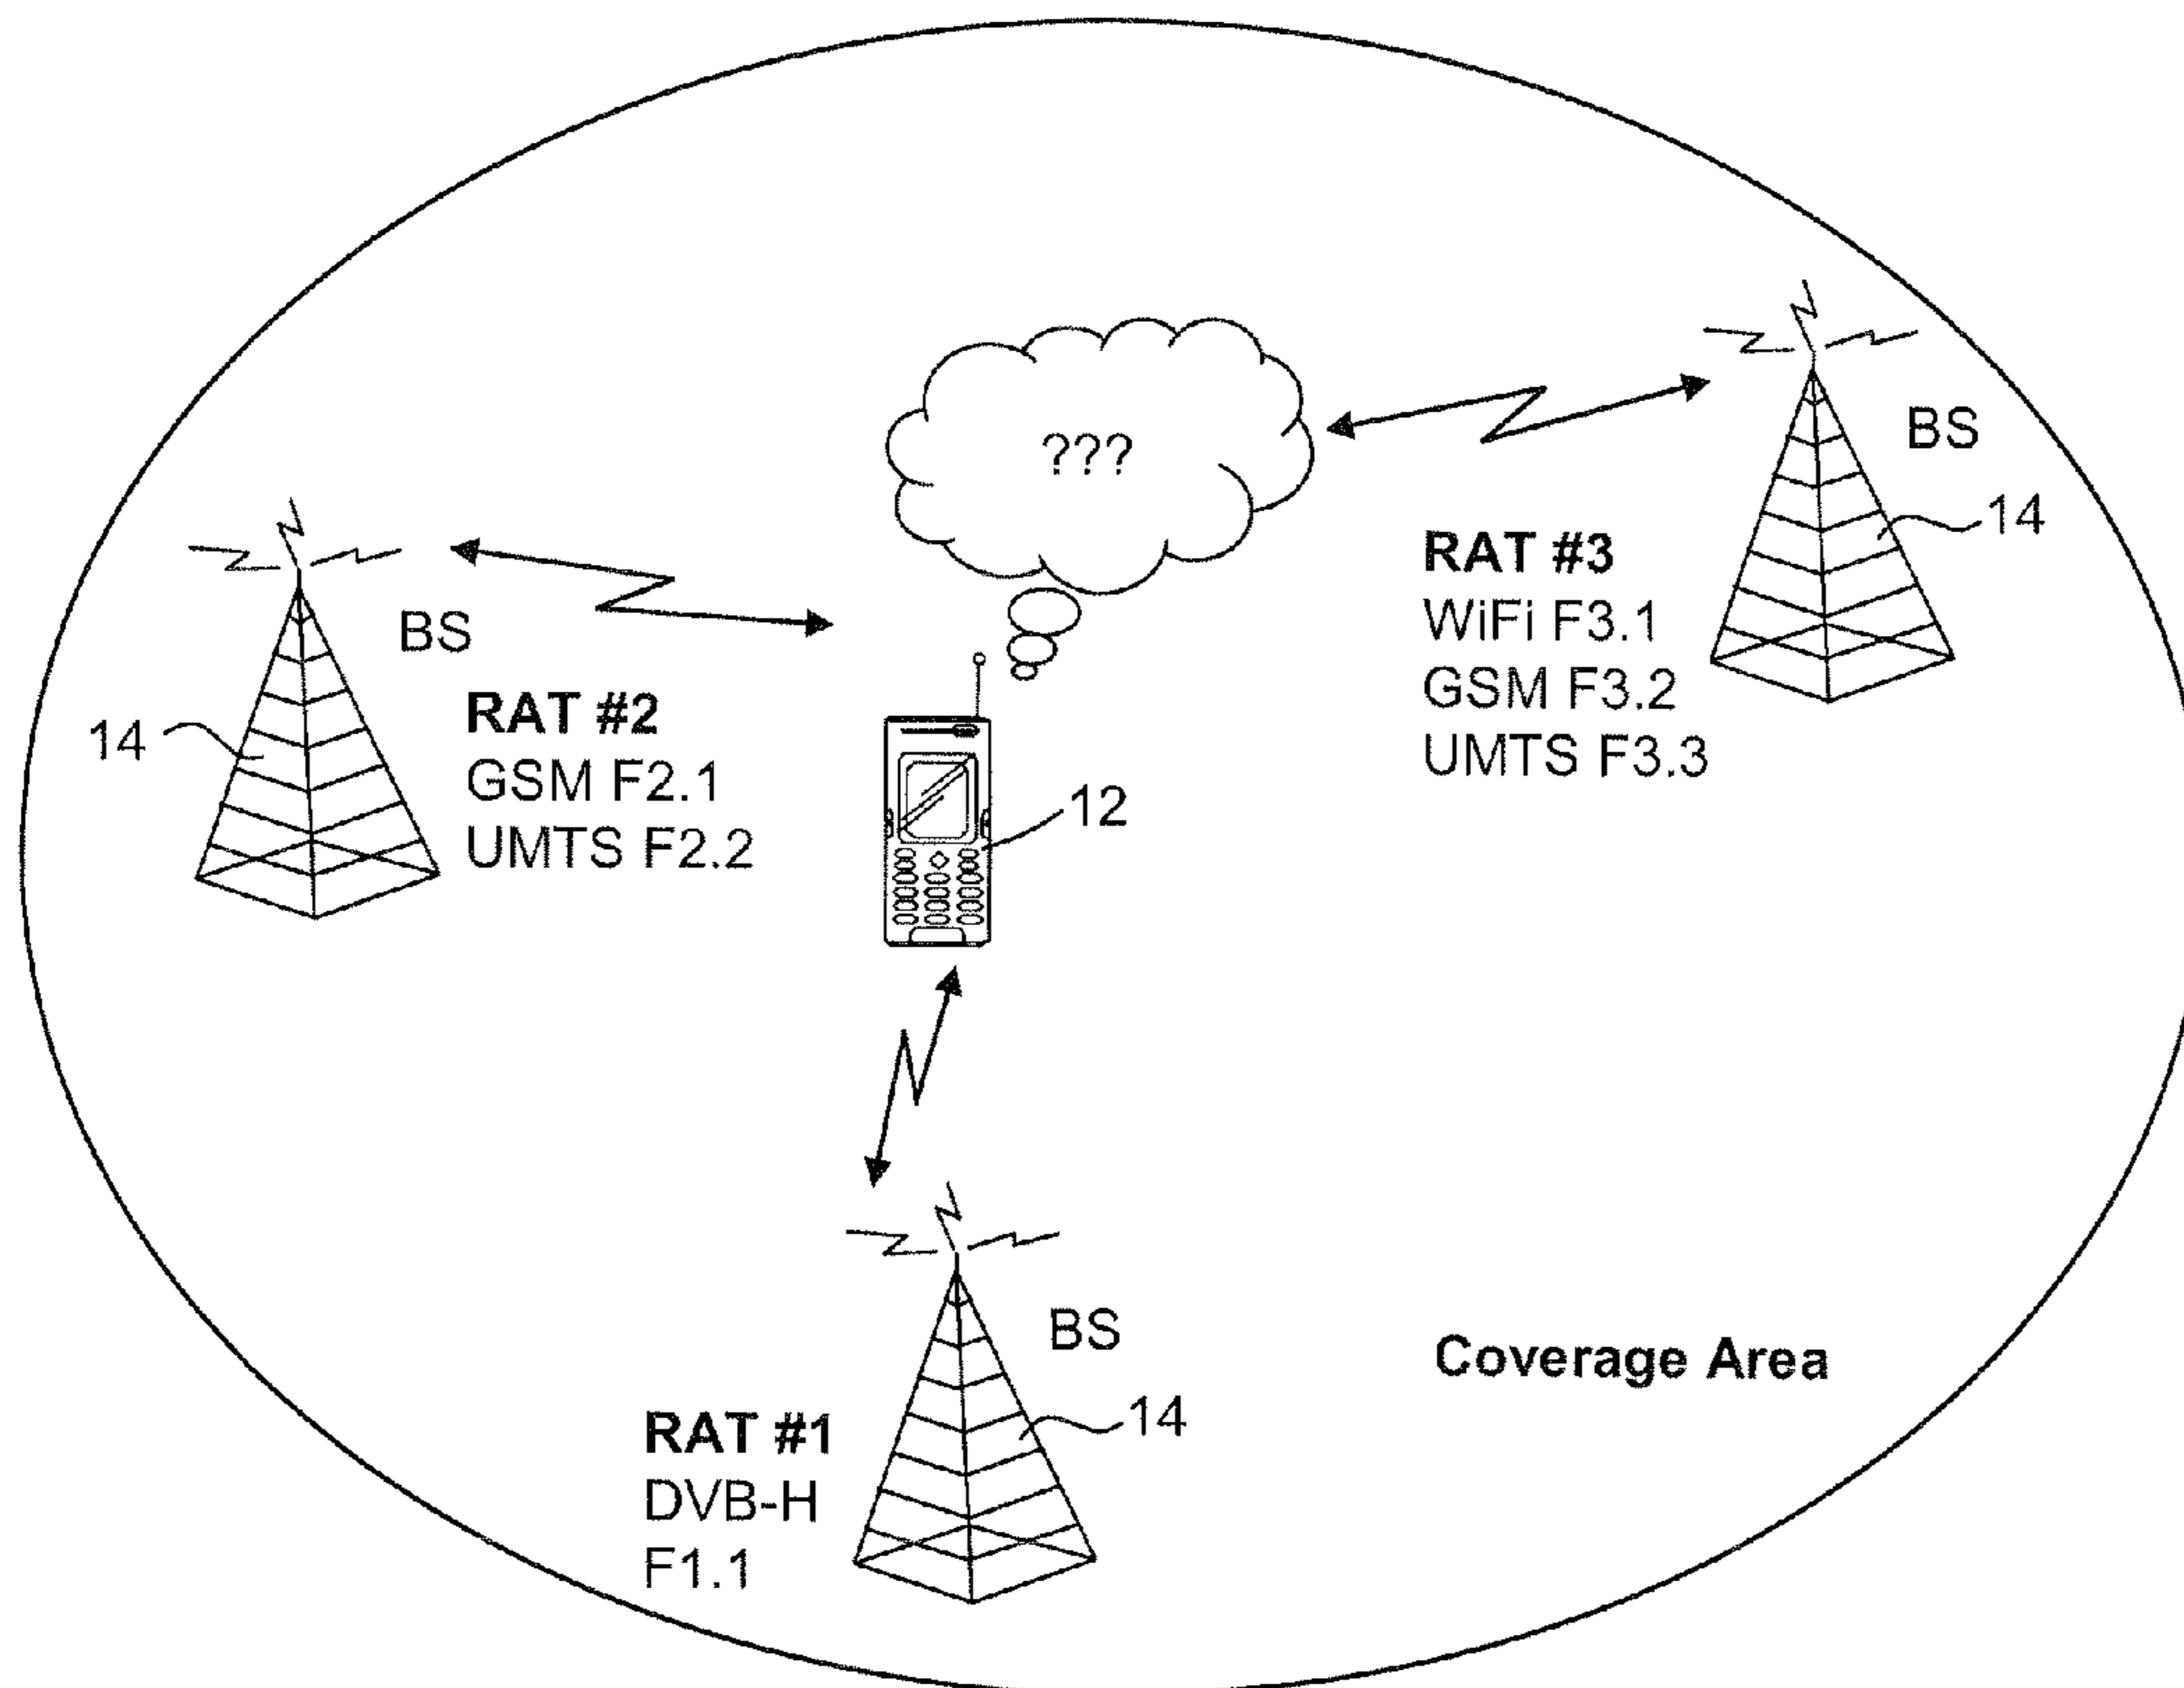 ???
BS
14
RAT #3
WiFi F3.1
GSM F3.2
UMTS F3.3
BS
14
RAT #2
GSM F2.1
UMTS F2.2
12
BS
14
RAT #1
DVB-H
F1.1
Coverage Area